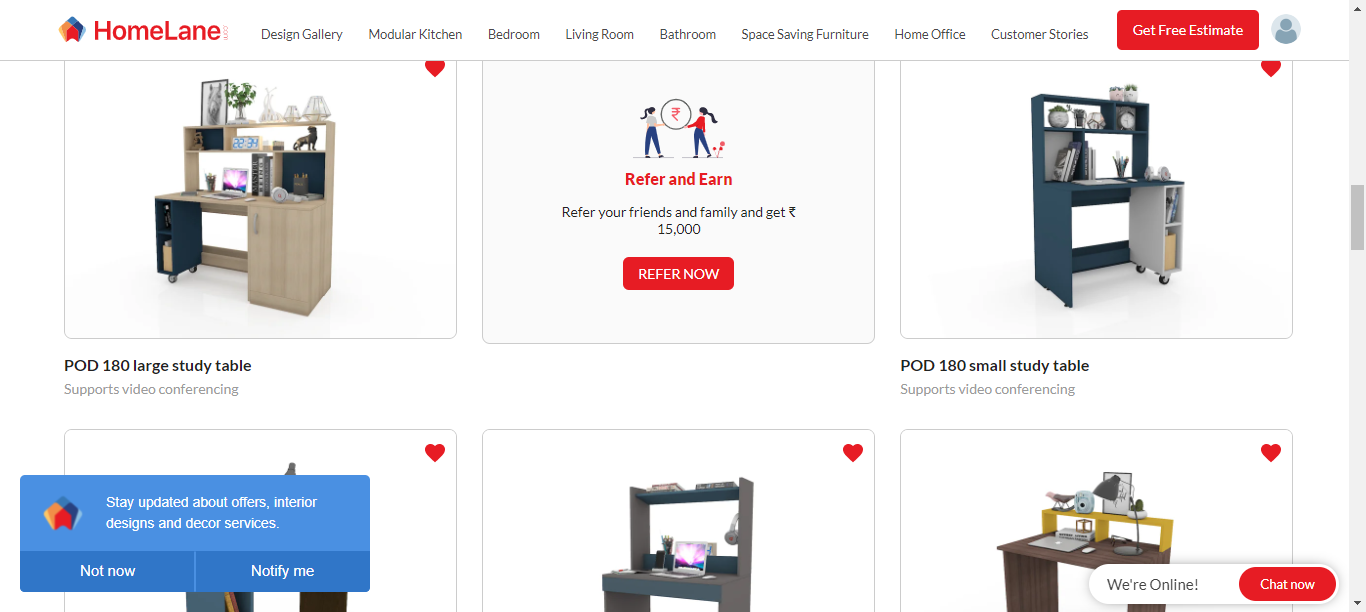 HomeLane
Design Gallery
Modular Kitchen
Bedroom
Living Room
Bathroom
Space Saving Furniture
Home Office
Customer Stories
Get Free Estimate
₹
Refer and Earn
Refer your friends and family and get ₹
15,000
REFER NOW
POD 180 large study table
Supports video conferencing
POD 180 small study table
Supports video conferencing
Stay updated about offers, interior
designs and decor services.
Not now
Notify me
We're Online!
Chat now